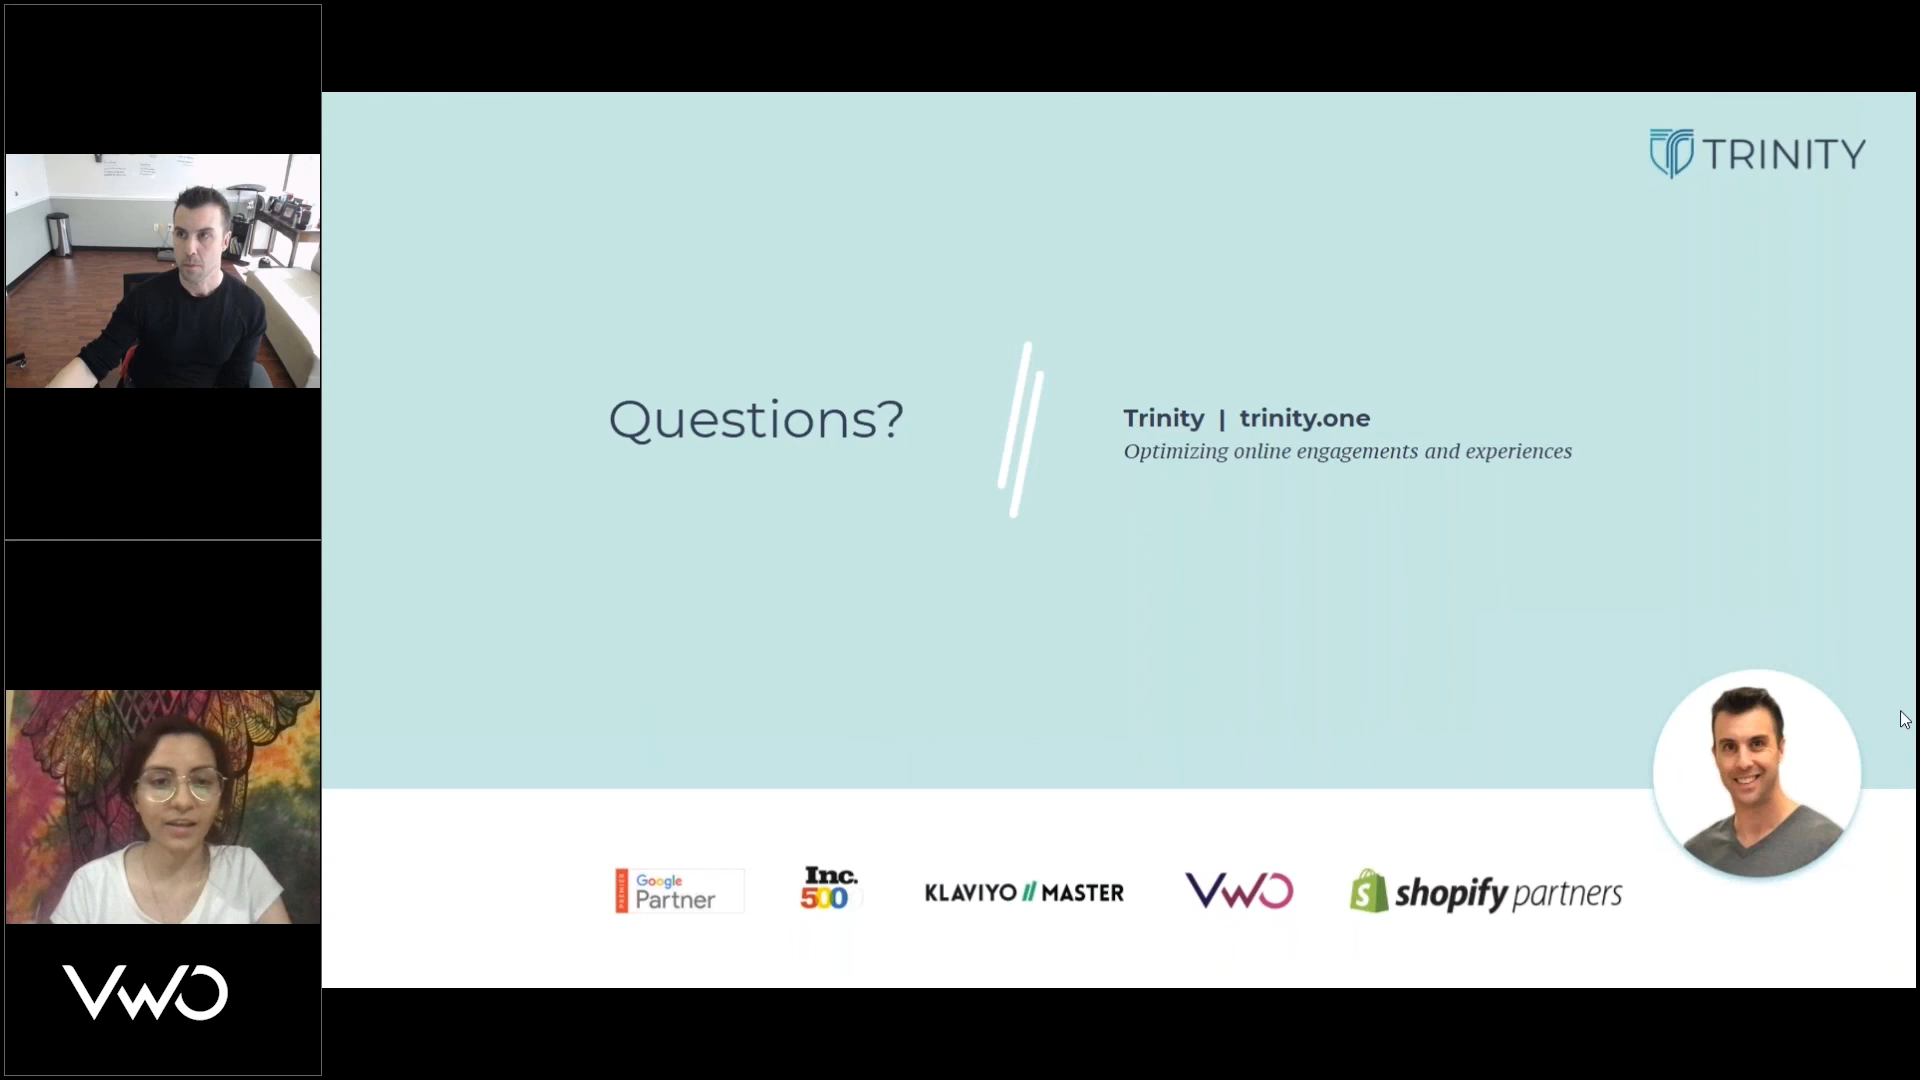 TRINITY
Questions?
Trinity | trinity.one
Optimizing online engagements and experiences
PREMIER
Google
Partner
Inc.
500
KLAVIYO // MASTER
VWO
shopify partners
VWO